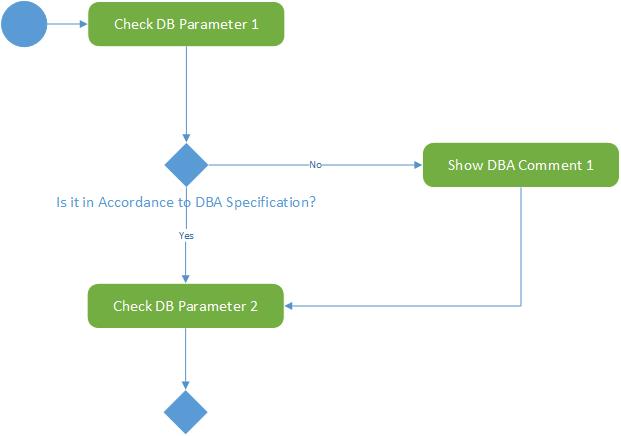 Check DB Parameter 1
No
Show DBA Comment 1
Is it in Accordance to DBA Specification?
Yes
Check DB Parameter 2